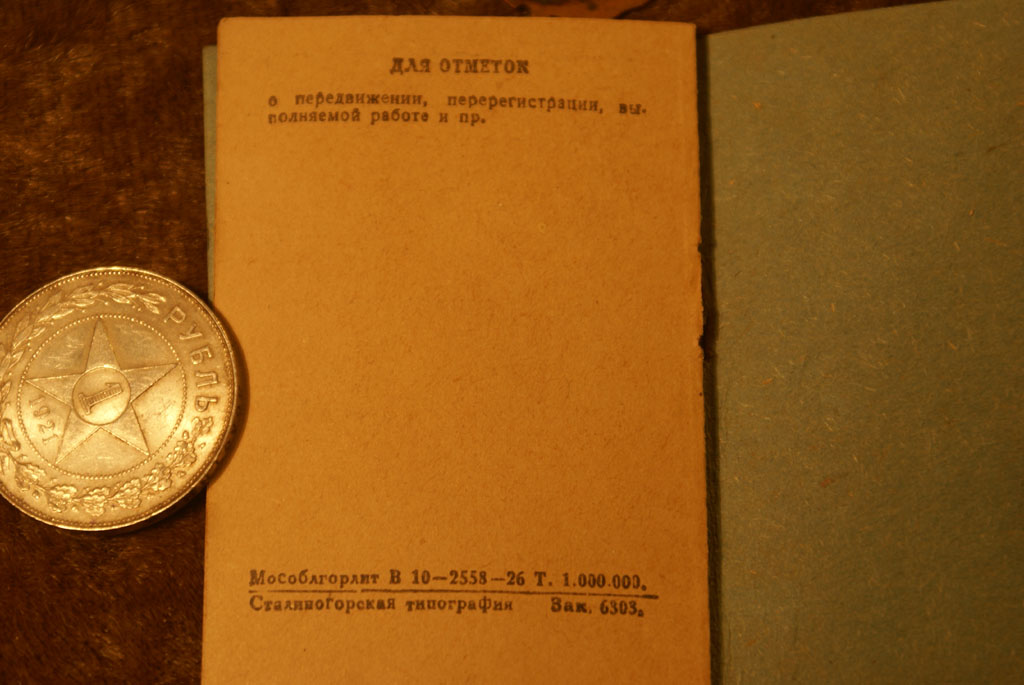 ДЛЯ ОТМЕТОК
о передвижении, перерегистрации, вы-
полняемой работе и пр.
РУБЛЬ
1
1921
Мособлгорлит В 10—2558—26 Т. 1.000.000.
Сталиногорская типография Зак. 6303.